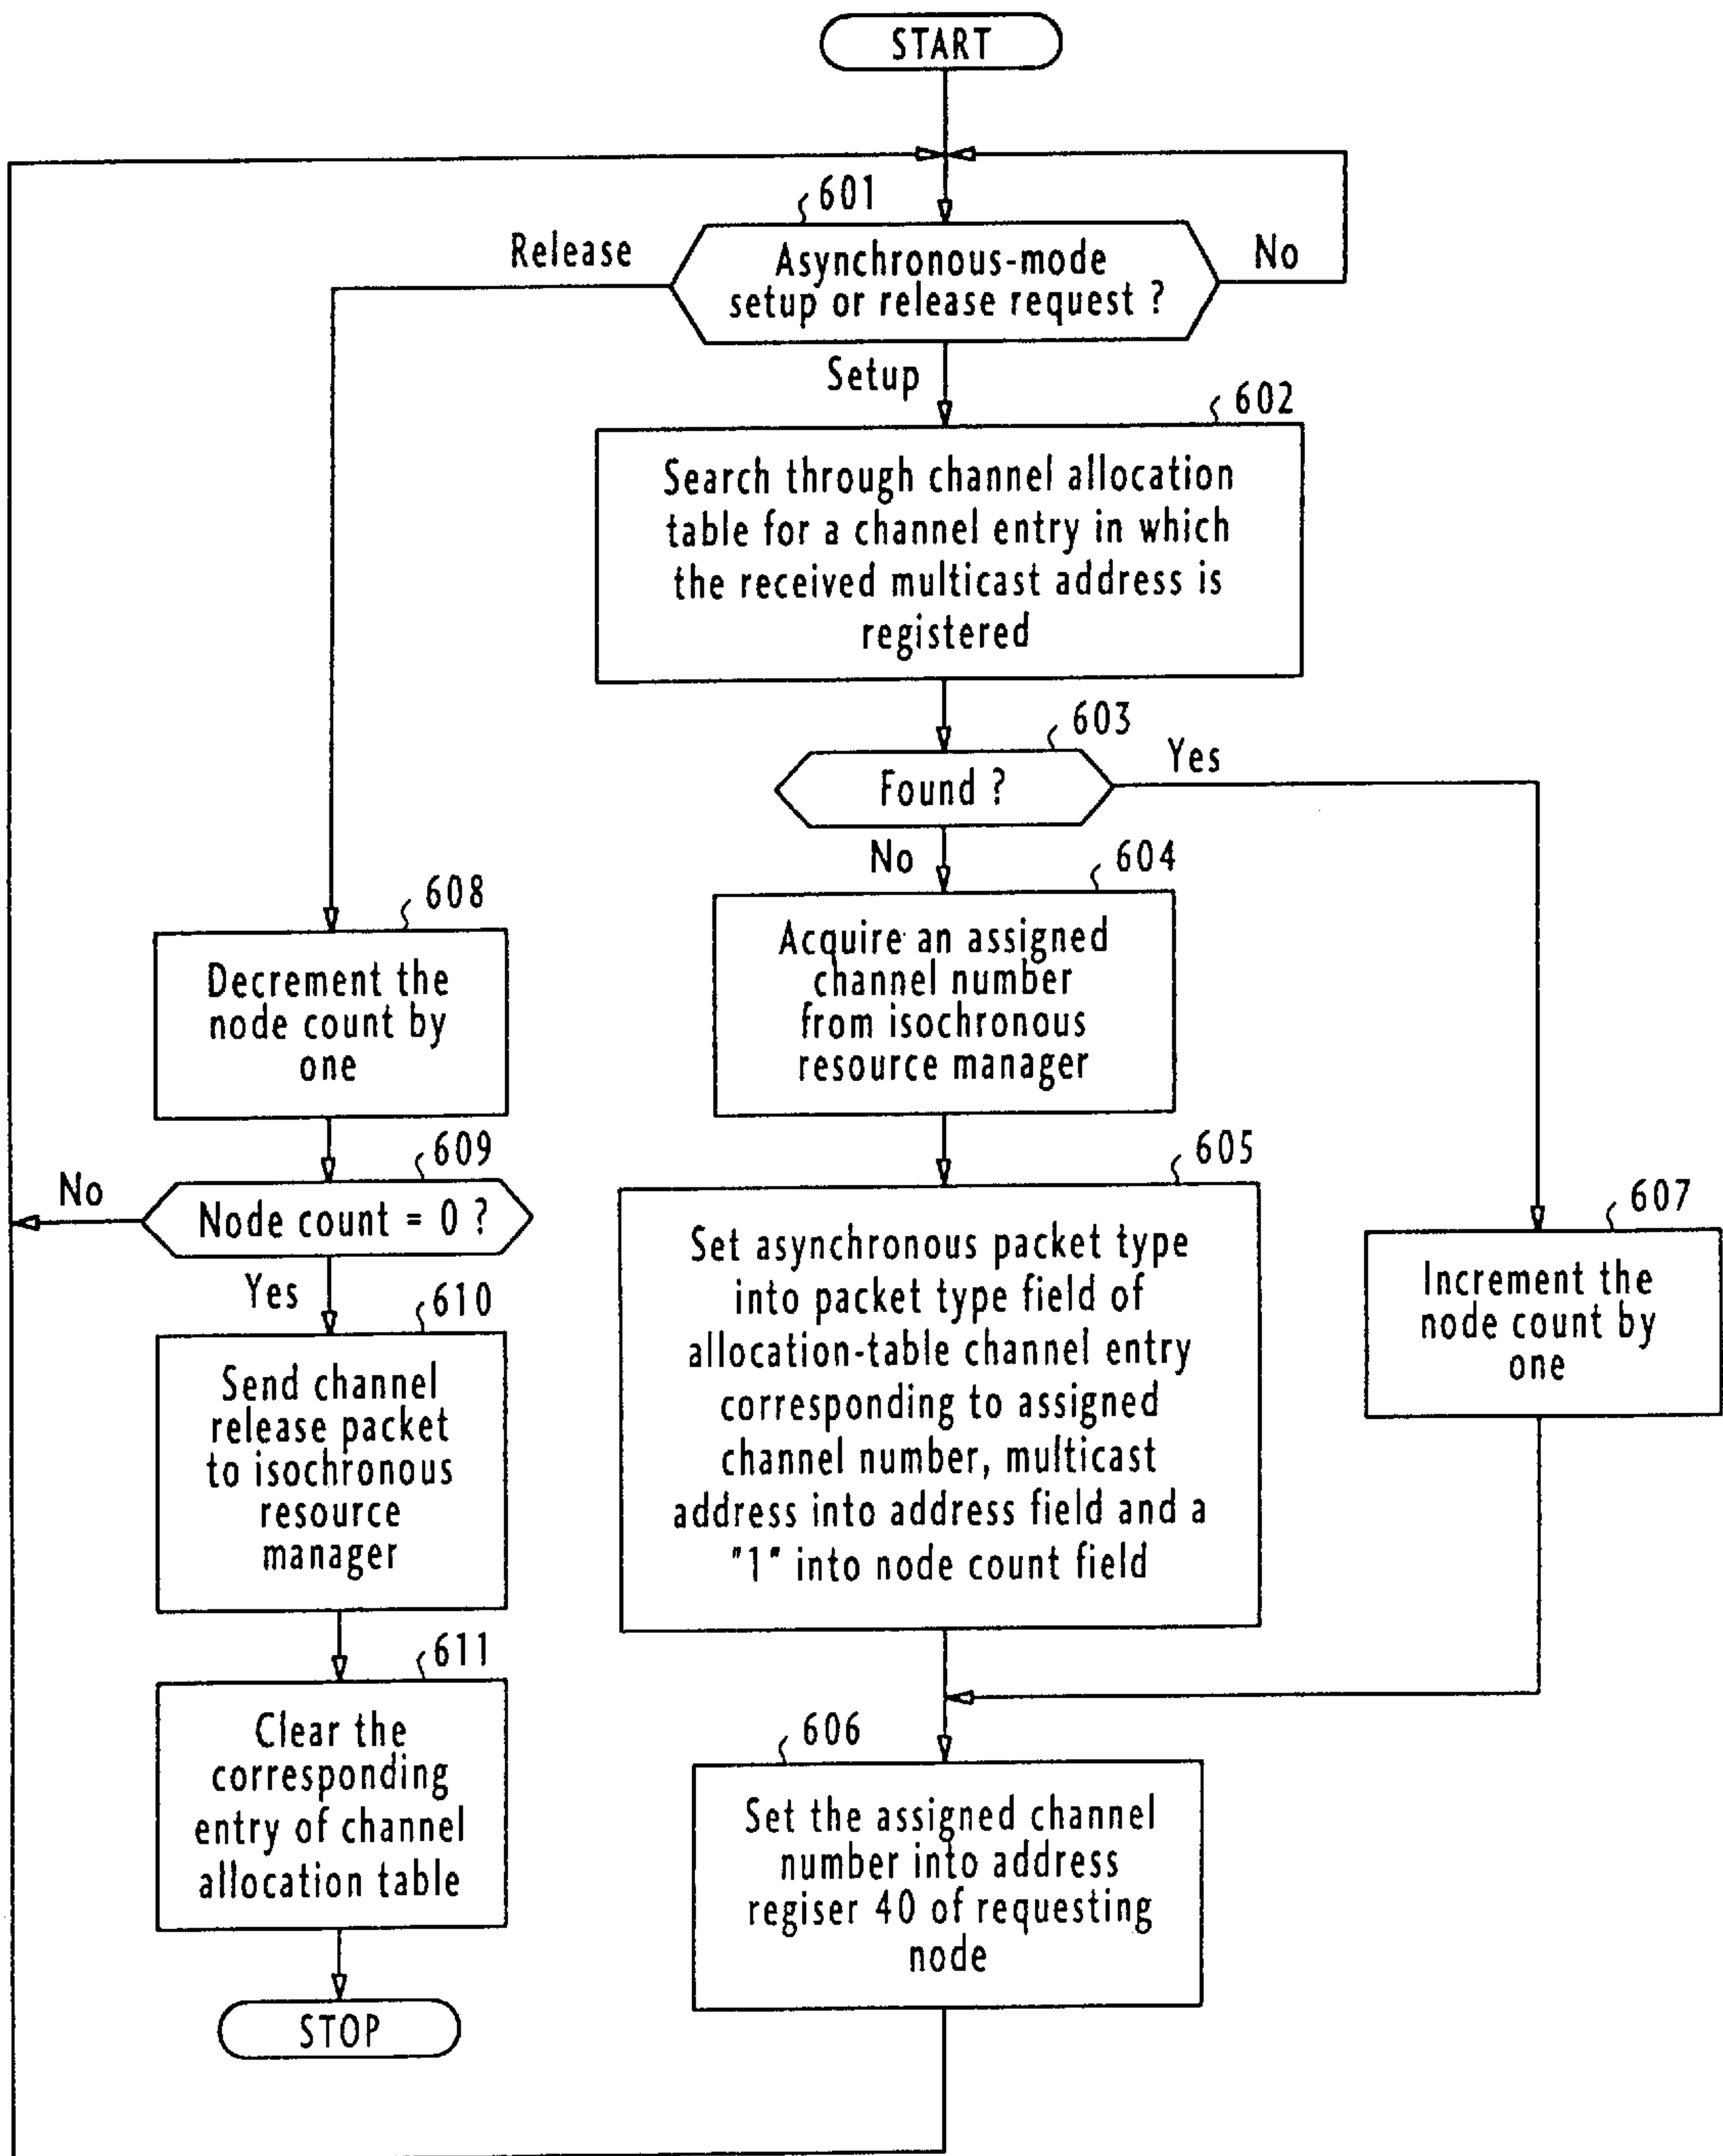 START
601
Release
Asynchronous-mode
setup or release request ?
No
Setup
602
Search through channel allocation
table for a channel entry in which
the received multicast address is
registered
603
Found ?
Yes
No
604
Acquire an assigned
channel number
from isochronous
resource manager
605
Set asynchronous packet type
into packet type field of
allocation-table channel entry
corresponding to assigned
channel number, multicast
address into address field and a
"1" into node count field
607
Increment the
node count by
one
606
Set the assigned channel
number into address
regiser 40 of requesting
node
608
Decrement the
node count by
one
609
No
Node count = 0 ?
Yes
610
Send channel
release packet
to isochronous
resource
manager
611
Clear the
corresponding
entry of channel
allocation table
STOP